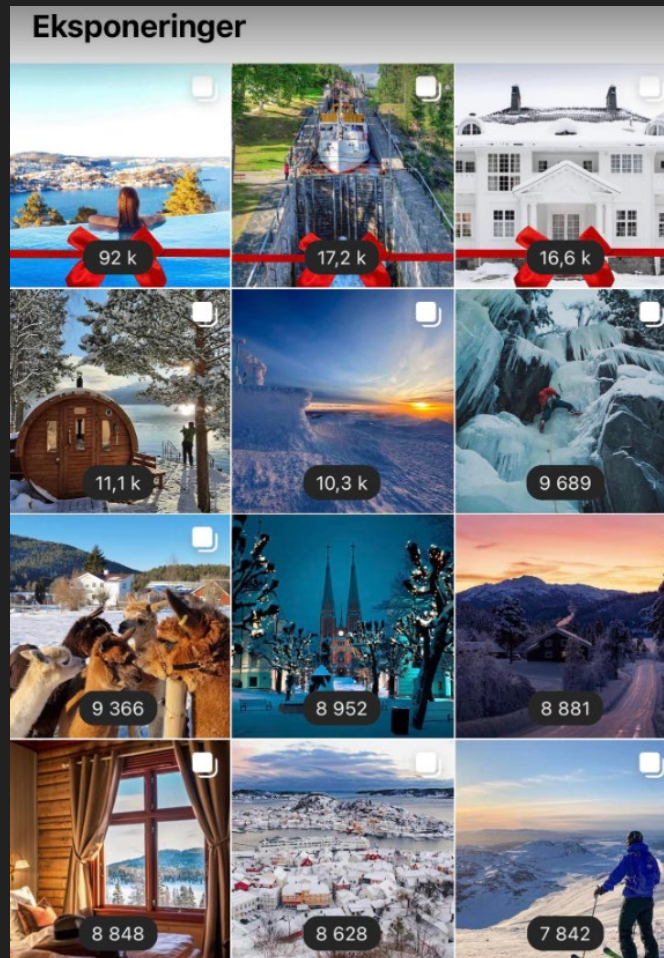 Eksponeringer
92 k
17,2 k
16,6 k
11,1 k
10,3 k
9 689
9 366
8 952
8 881
8 848
8 628
7 842